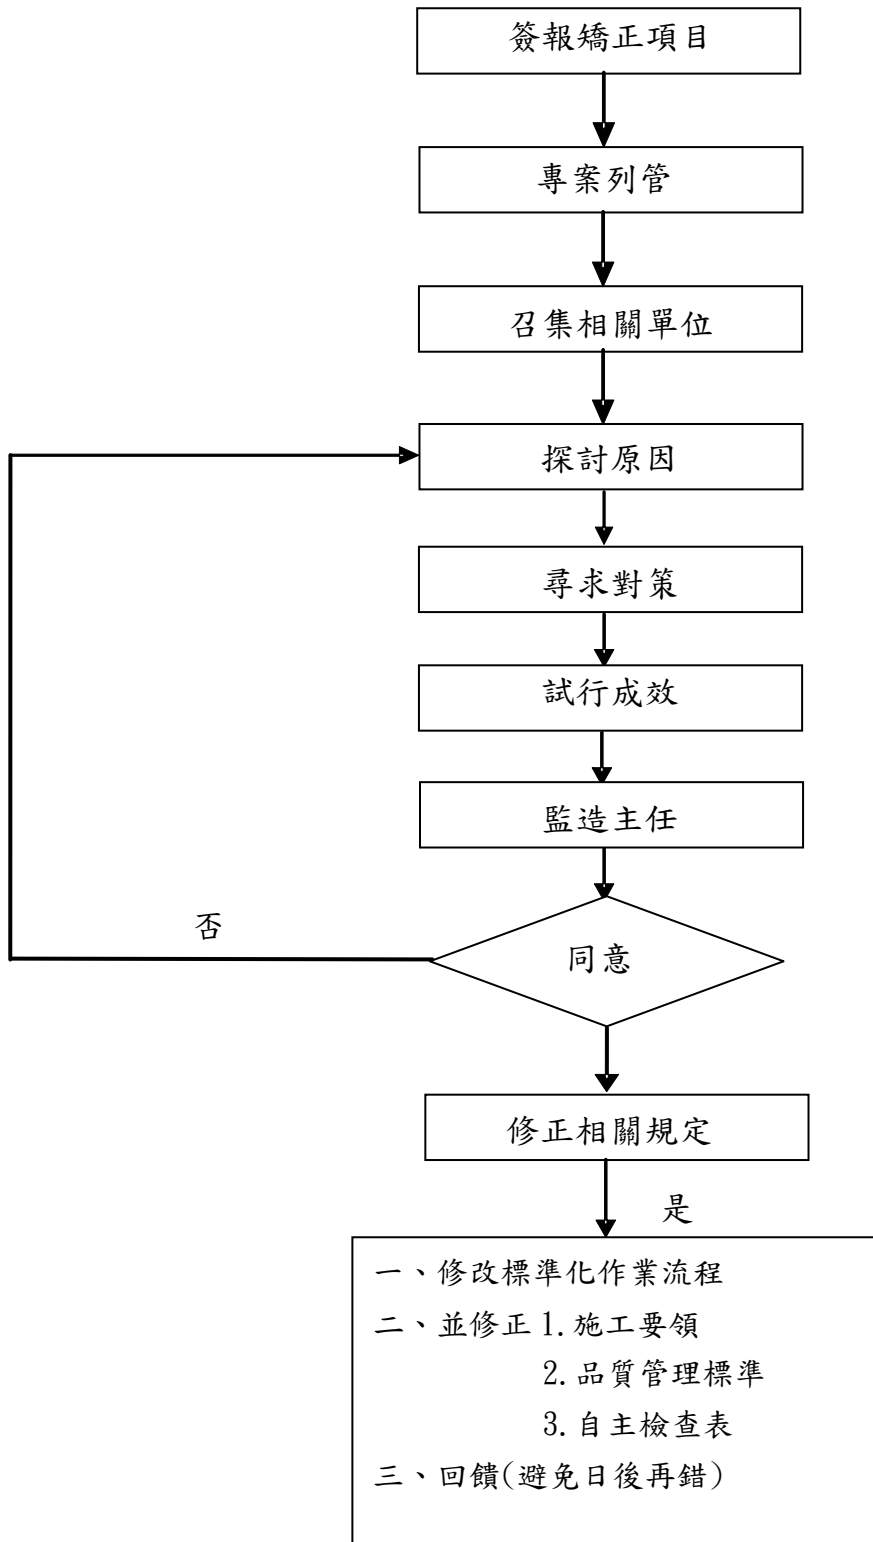 簽報矯正項目
專案列管
召集相關單位
探討原因
尋求對策
試行成效
監造主任
否
同意
修正相關規定
是
一、修改標準化作業流程
二、並修正 1.施工要領
2.品質管理標準
3.自主檢查表
三、回饋(避免日後再錯)